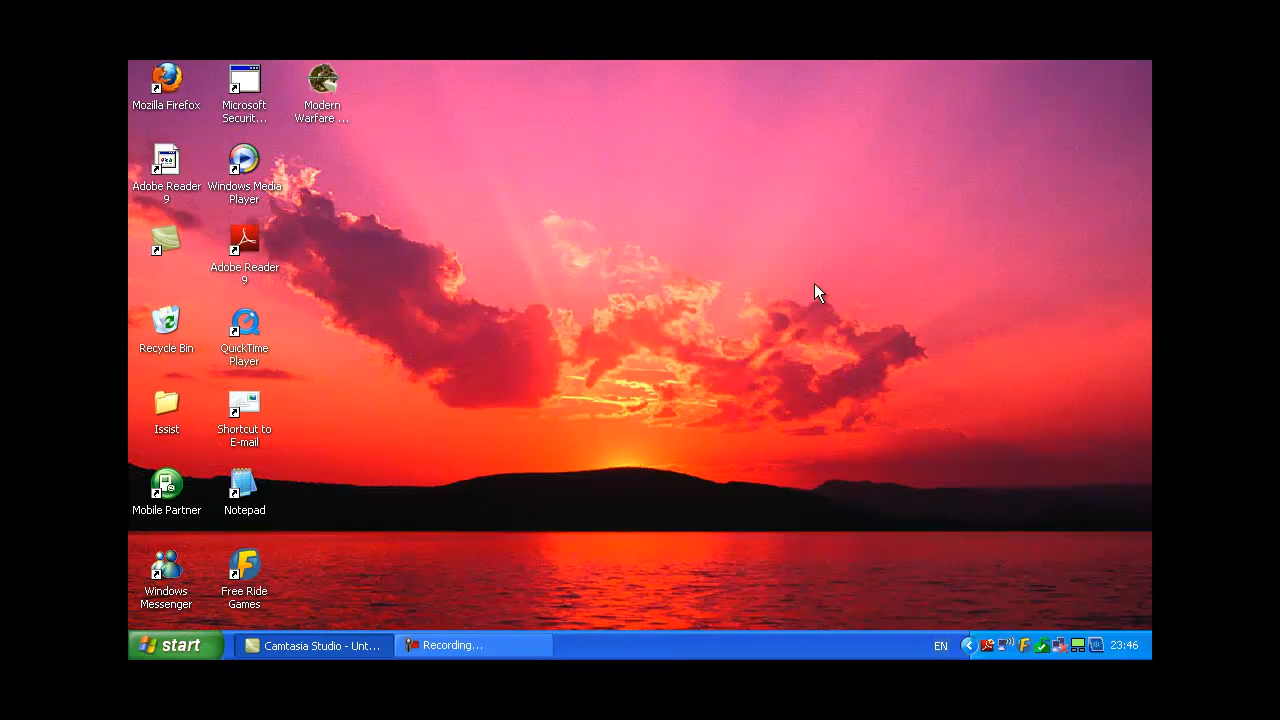 Mozilla Firefox
Microsoft
Securit...
Modern
Warfare ...
Adobe Reader
9
Windows Media
Player
Adobe Reader
9
Recycle Bin
QuickTime
Player
Issist
Shortcut to
E-mail
Mobile Partner
Notepad
Windows
Messenger
Free Ride
Games
start
Camtasia Studio - Unt...
Recording...
EN
23:46